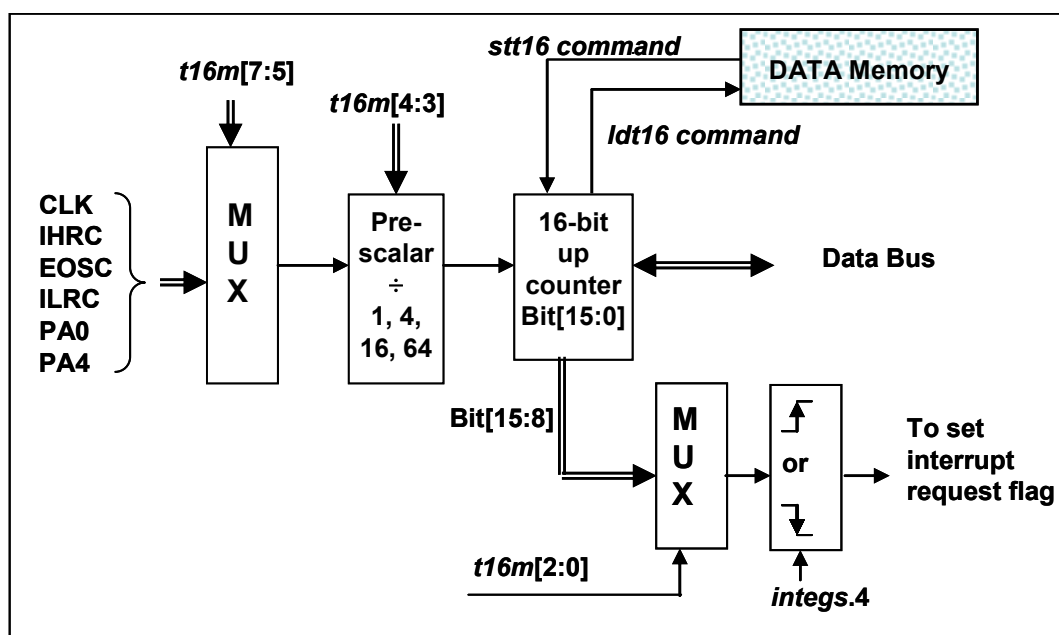 stt16 command
DATA Memory
t16m[7:5]
t16m[4:3]
ldt16 command
CLK
IHRC
EOSC
ILRC
PA0
PA4
M
U
X
Pre-
scalar
÷
1, 4,
16, 64
16-bit
up
counter
Bit[15:0]
Data Bus
Bit[15:8]
M
U
X
or
To set
interrupt
request flag
t16m[2:0]
integs.4